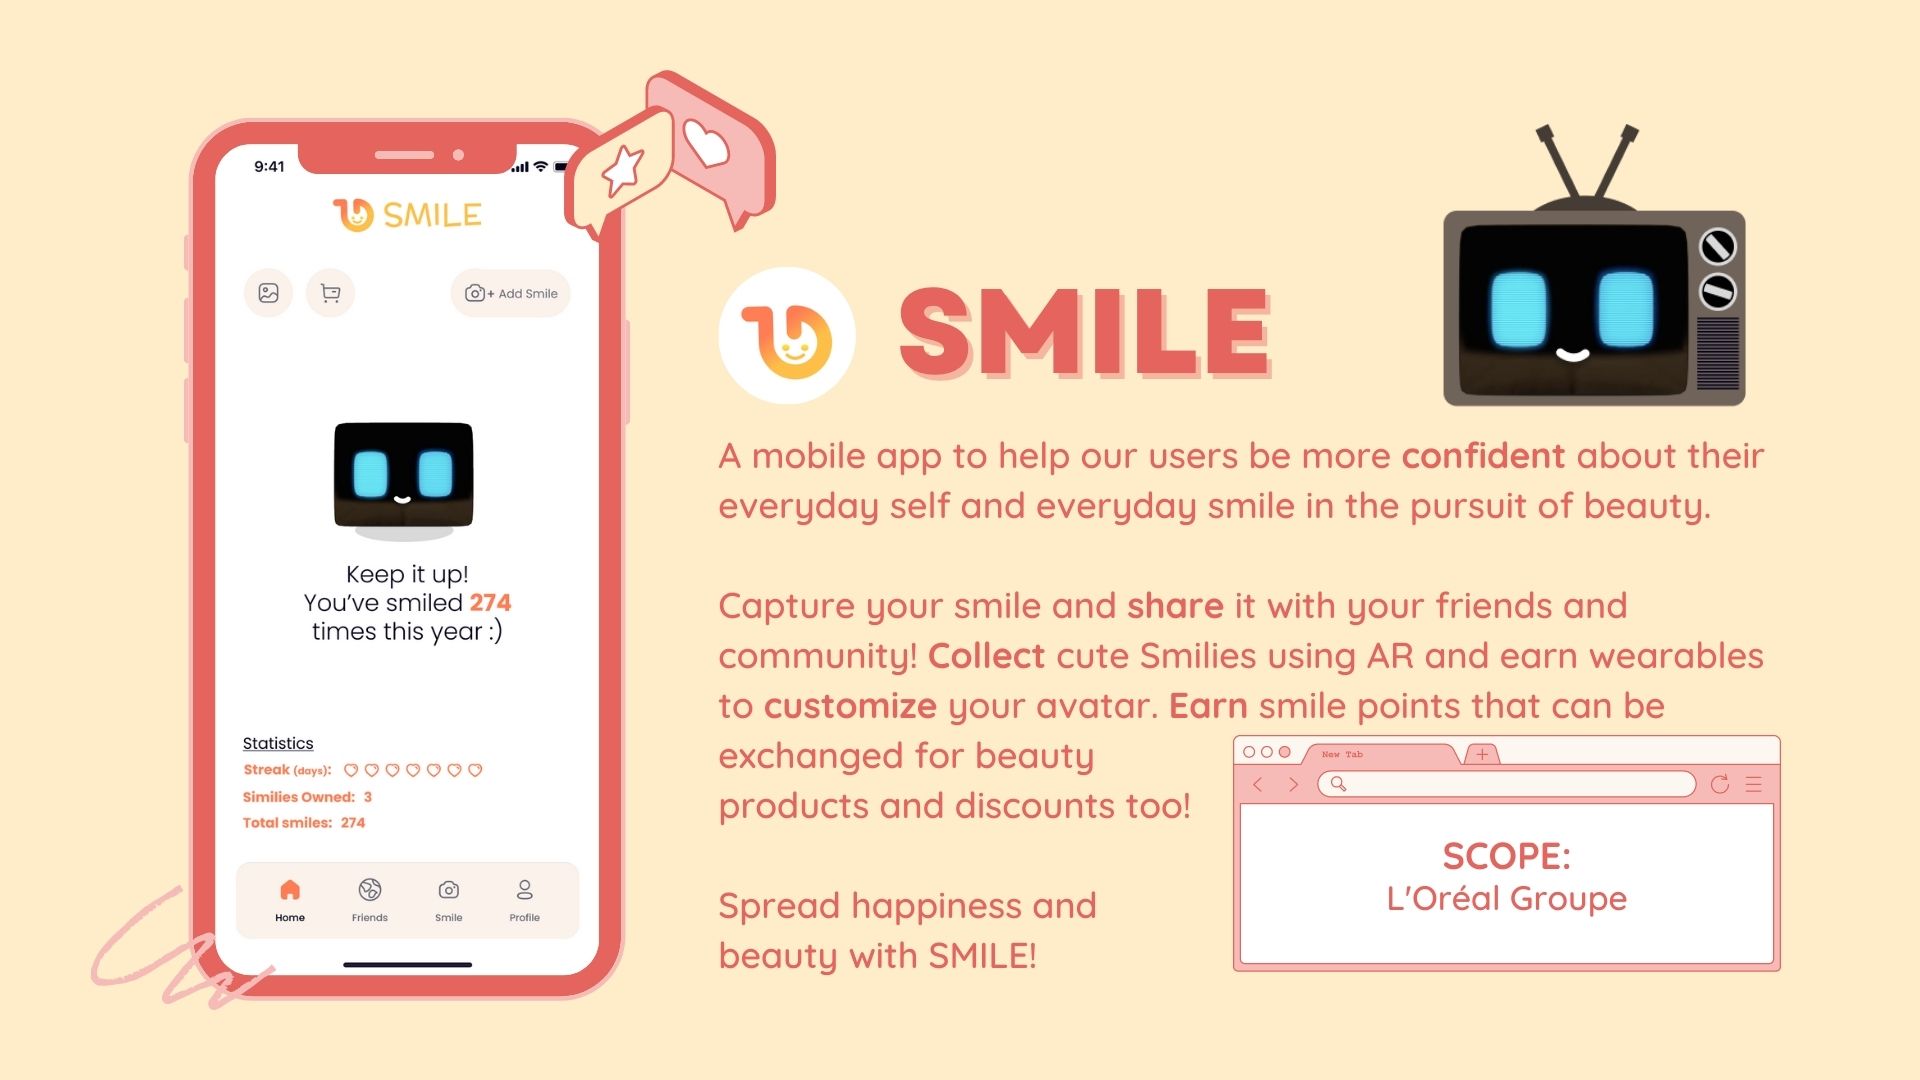 9:41
SMILE
+ Add Smile
Keep it up!
You've smiled 274
times this year :)
Statistics
Streak (days):
Similies Owned: 3
Total smiles: 274
Home
Friends
Smile
Profile
SMILE
A mobile app to help our users be more confident about their
everyday self and everyday smile in the pursuit of beauty.
Capture your smile and share it with your friends and
community! Collect cute Smilies using AR and earn wearables
to customize your avatar. Earn smile points that can be
exchanged for beauty
products and discounts too!
Spread happiness and
beauty with SMILE!
New Tab
SCOPE:
L'Oréal Groupe